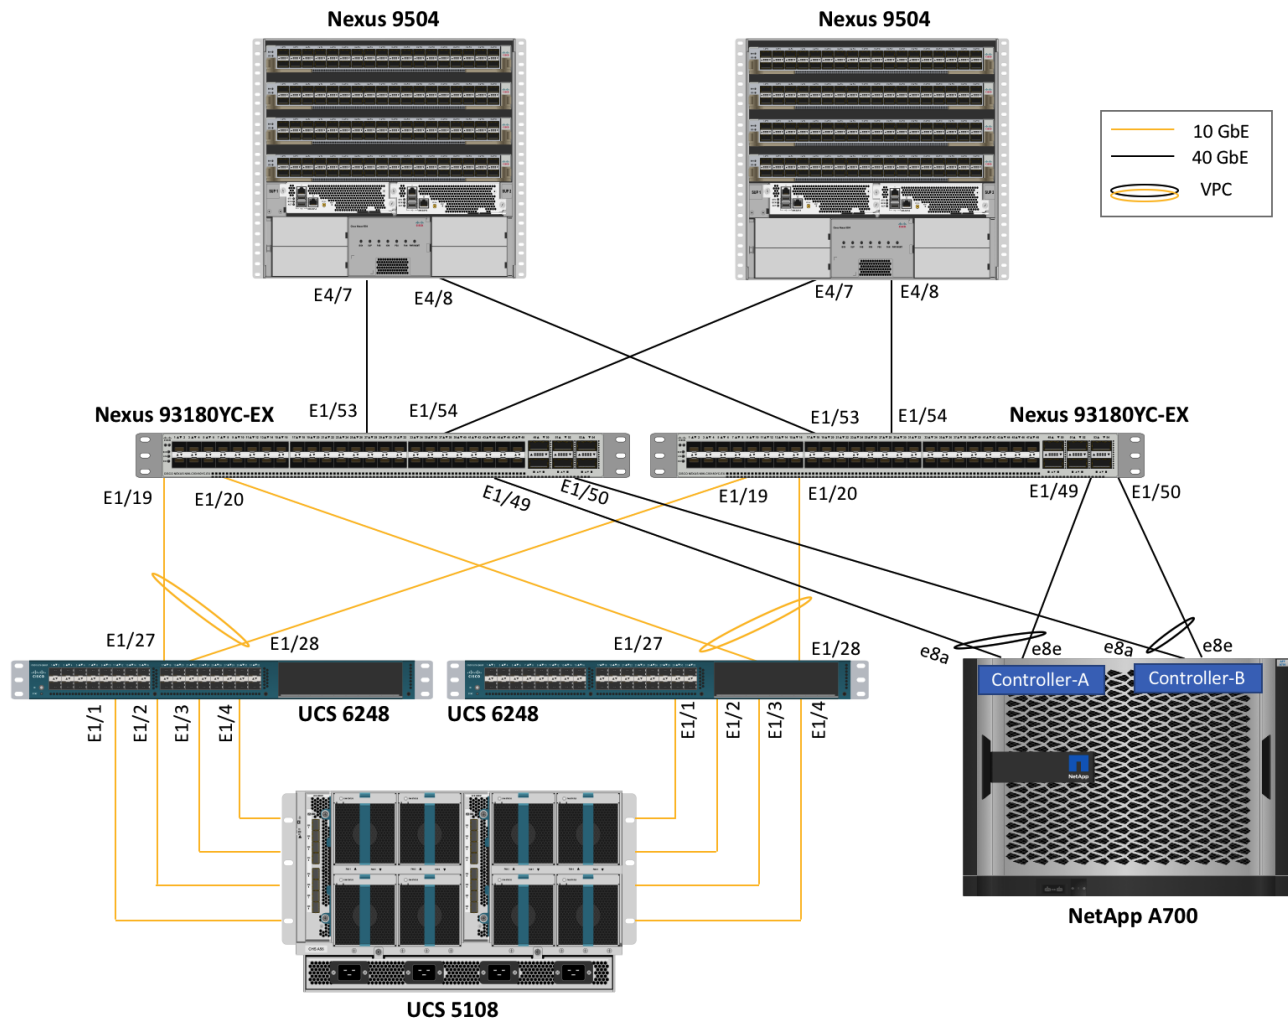 Nexus 9504
Nexus 9504
10 GbE
40 GbE
VPC
E4/7
E4/8
E4/7
E4/8
Nexus 93180YC-EX
E1/53
E1/54
E1/53
E1/54
Nexus 93180YC-EX
E1/19
E1/20
E1/49
E1/50
E1/19
E1/20
E1/49
E1/50
E1/27
E1/28
E1/27
E1/28
e8a
e8e
e8a
e8e
Controller-A
Controller-B
UCS 6248
UCS 6248
E1/1
E1/2
E1/3
E1/4
E1/1
E1/2
E1/3
E1/4
NetApp
NetApp A700
UCS 5108